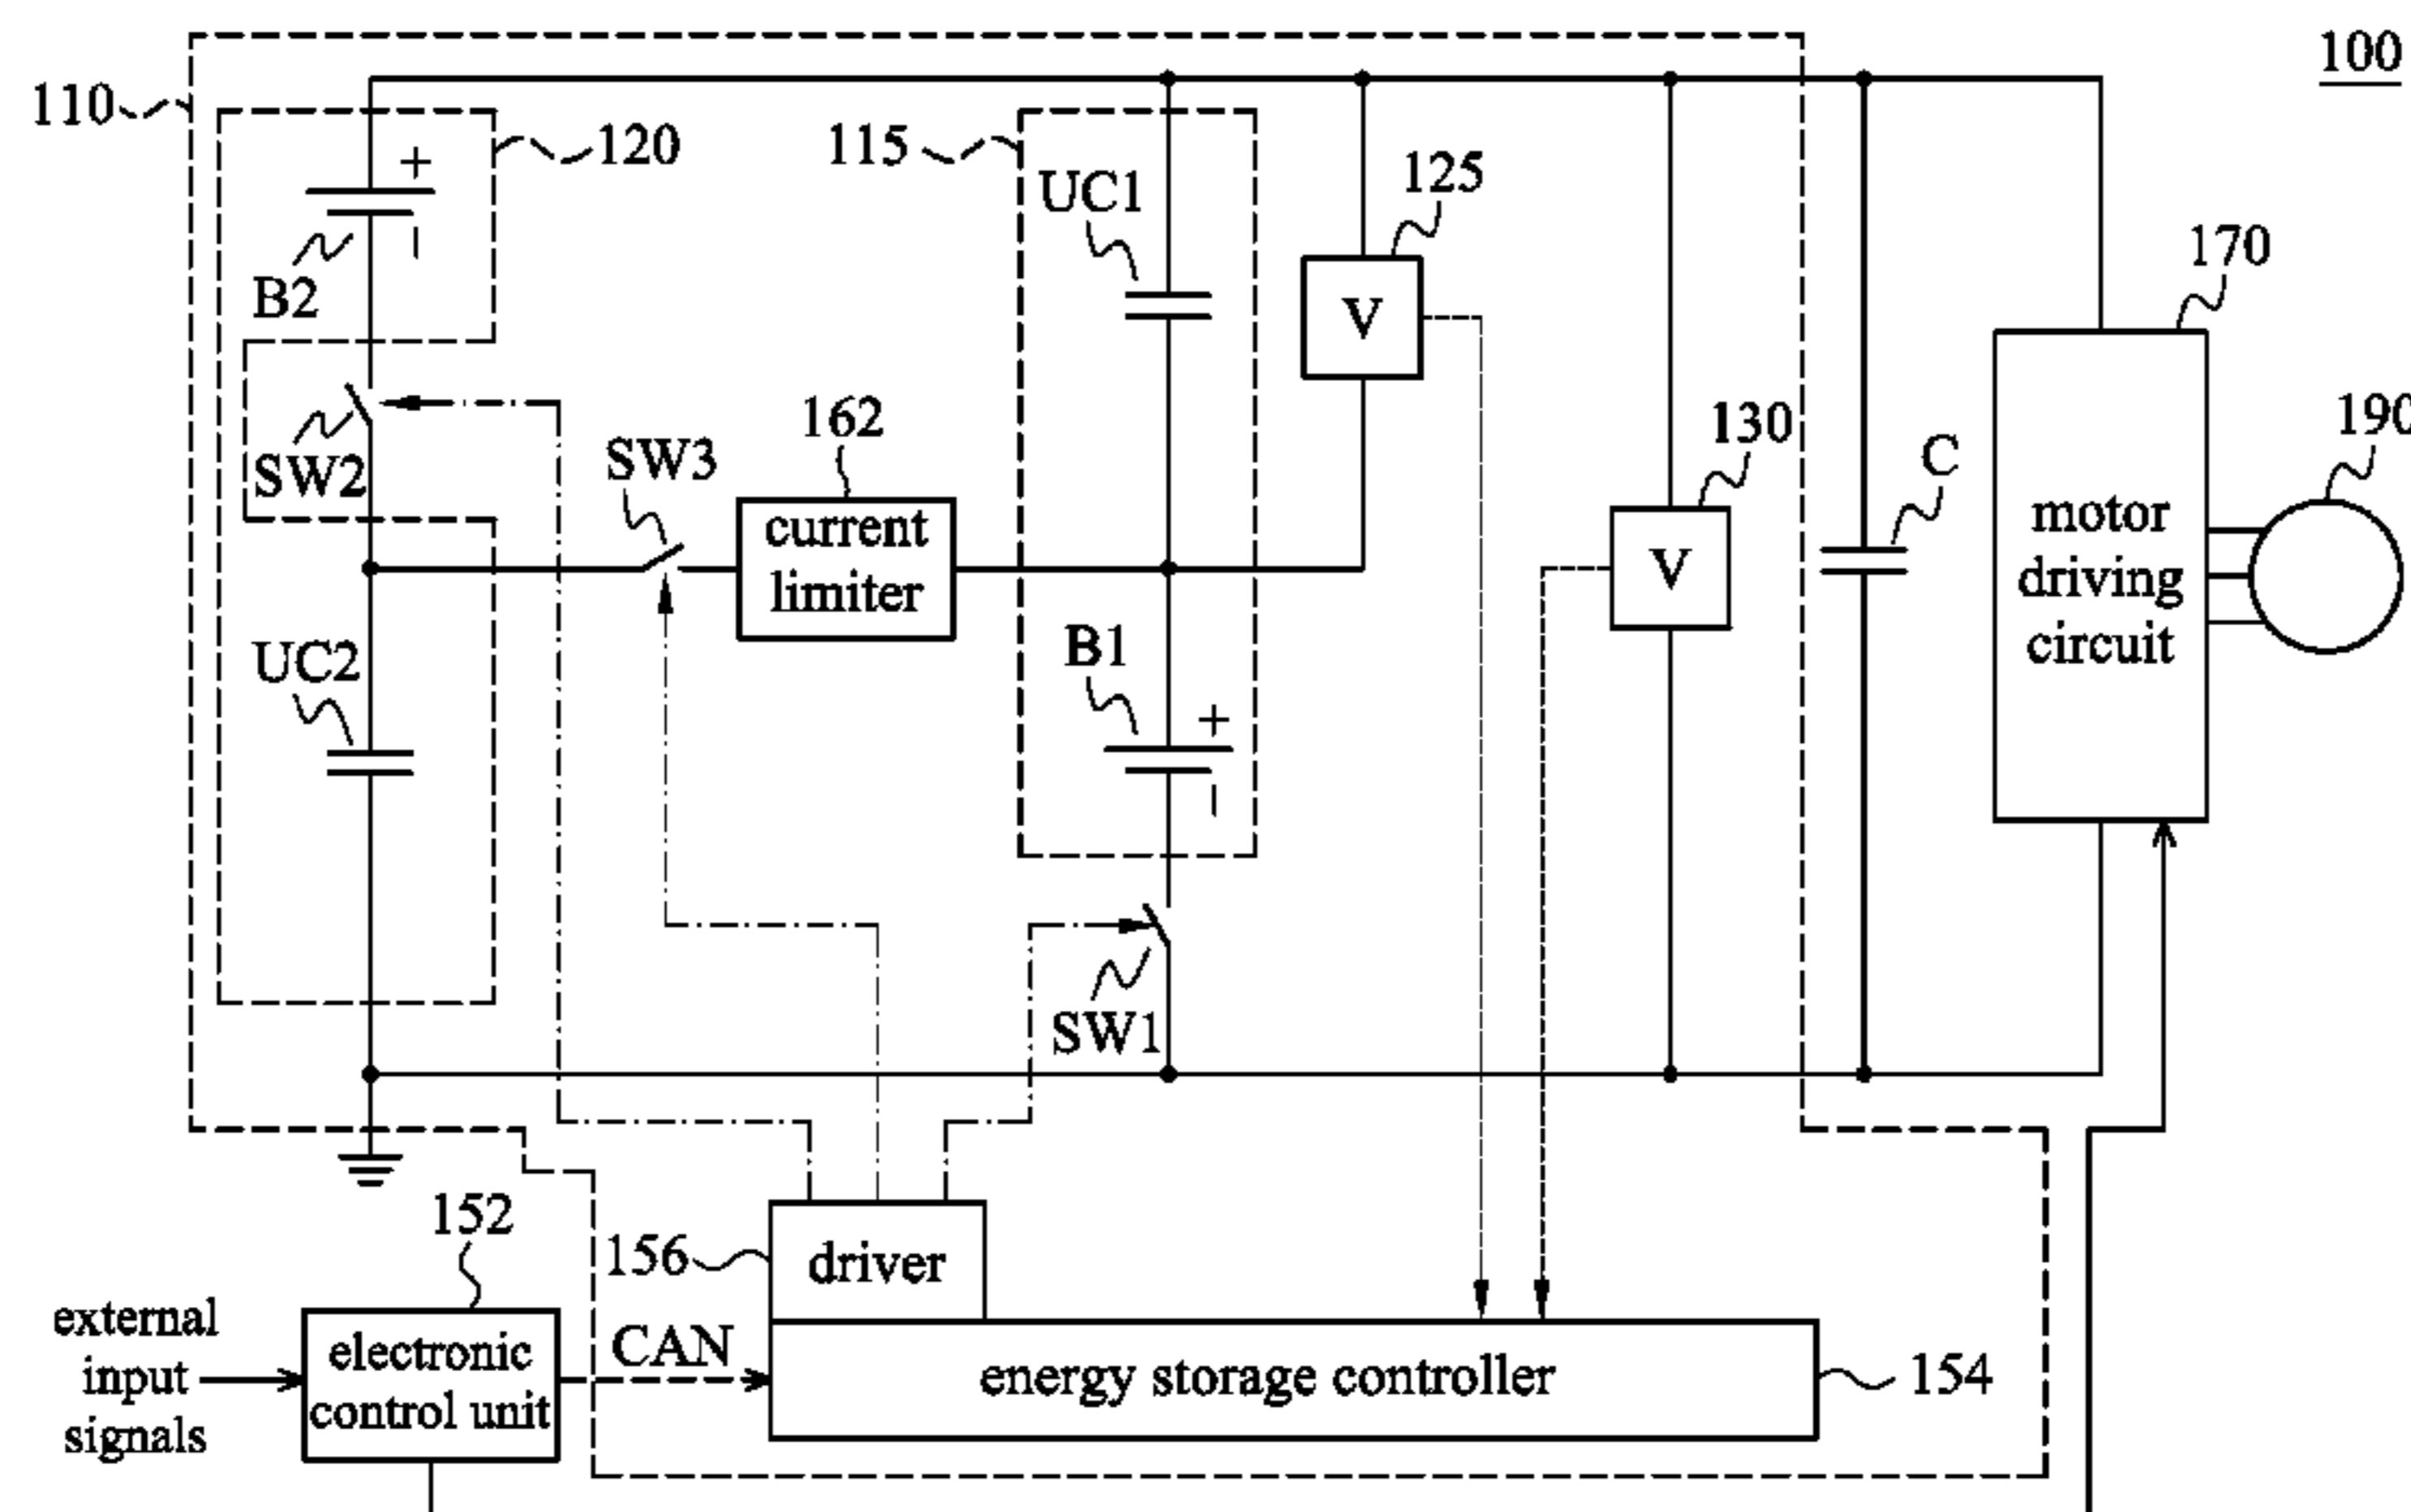 100
110
120
115
UC1
125
+
−
B2
V
170
SW2
SW3
162
130
C
190
current
limiter
V
motor
driving
circuit
UC2
B1
+
−
SW1
152
156
driver
external
input
signals
electronic
control unit
CAN
energy storage controller
154